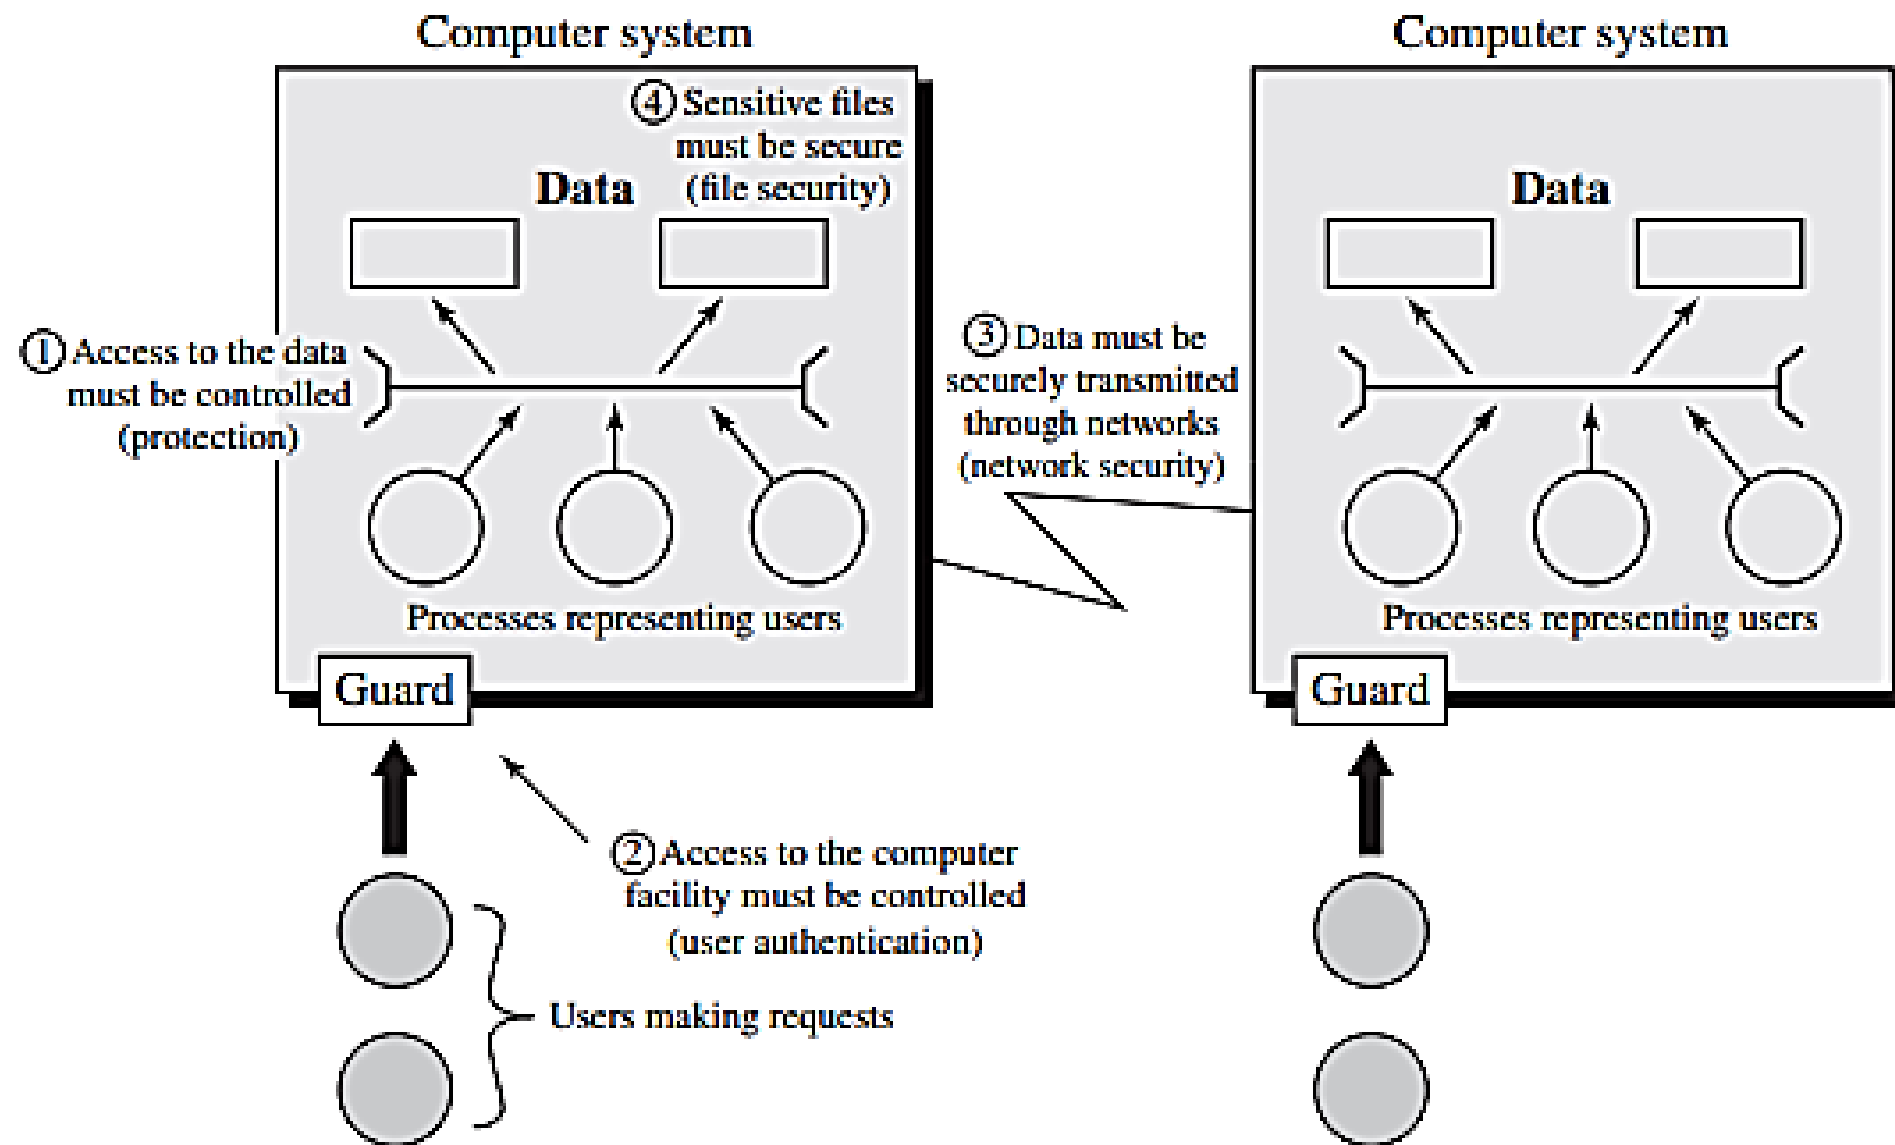 Computer system
Computer system
④ Sensitive files
must be secure
(file security)
Data
Data
① Access to the data
must be controlled
(protection)
③ Data must be
securely transmitted
through networks
(network security)
Processes representing users
Processes representing users
Guard
Guard
② Access to the computer
facility must be controlled
(user authentication)
Users making requests